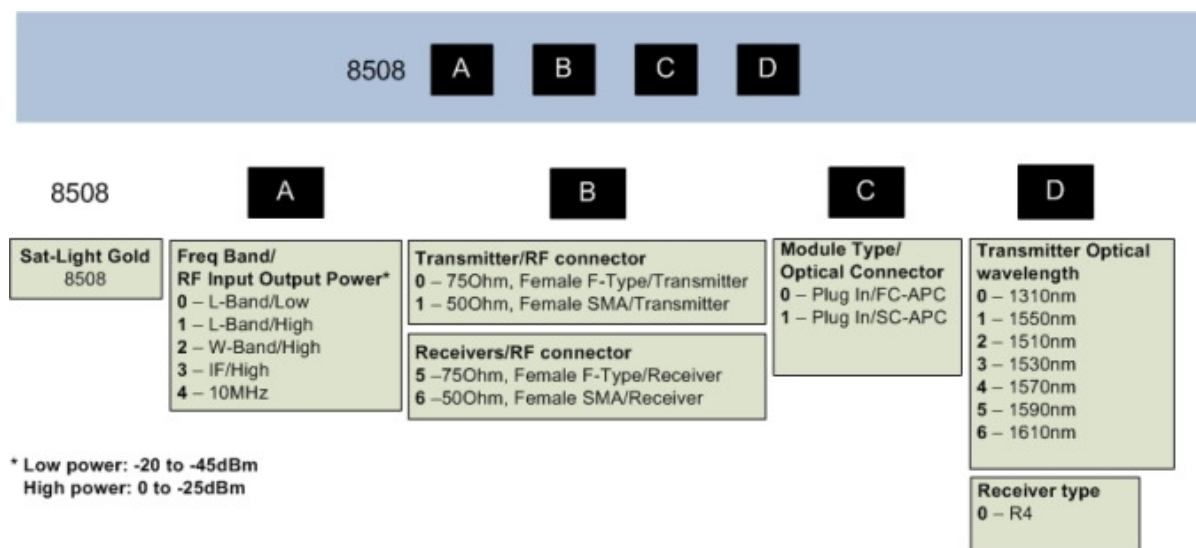 8508 A B C D
8508 A B C D
Sat-Light Gold
8508
Freq Band/
RF Input Output Power*
0 – L-Band/Low
1 – L-Band/High
2 – W-Band/High
3 – IF/High
4 – 10MHz
Transmitter/RF connector
0 – 75Ohm, Female F-Type/Transmitter
1 – 50Ohm, Female SMA/Transmitter
Receivers/RF connector
5 –75Ohm, Female F-Type/Receiver
6 –50Ohm, Female SMA/Receiver
Module Type/
Optical Connector
0 – Plug In/FC-APC
1 – Plug In/SC-APC
Transmitter Optical
wavelength
0 – 1310nm
1 – 1550nm
2 – 1510nm
3 – 1530nm
4 – 1570nm
5 – 1590nm
6 – 1610nm
Receiver type
0 – R4
* Low power: -20 to -45dBm
High power: 0 to -25dBm